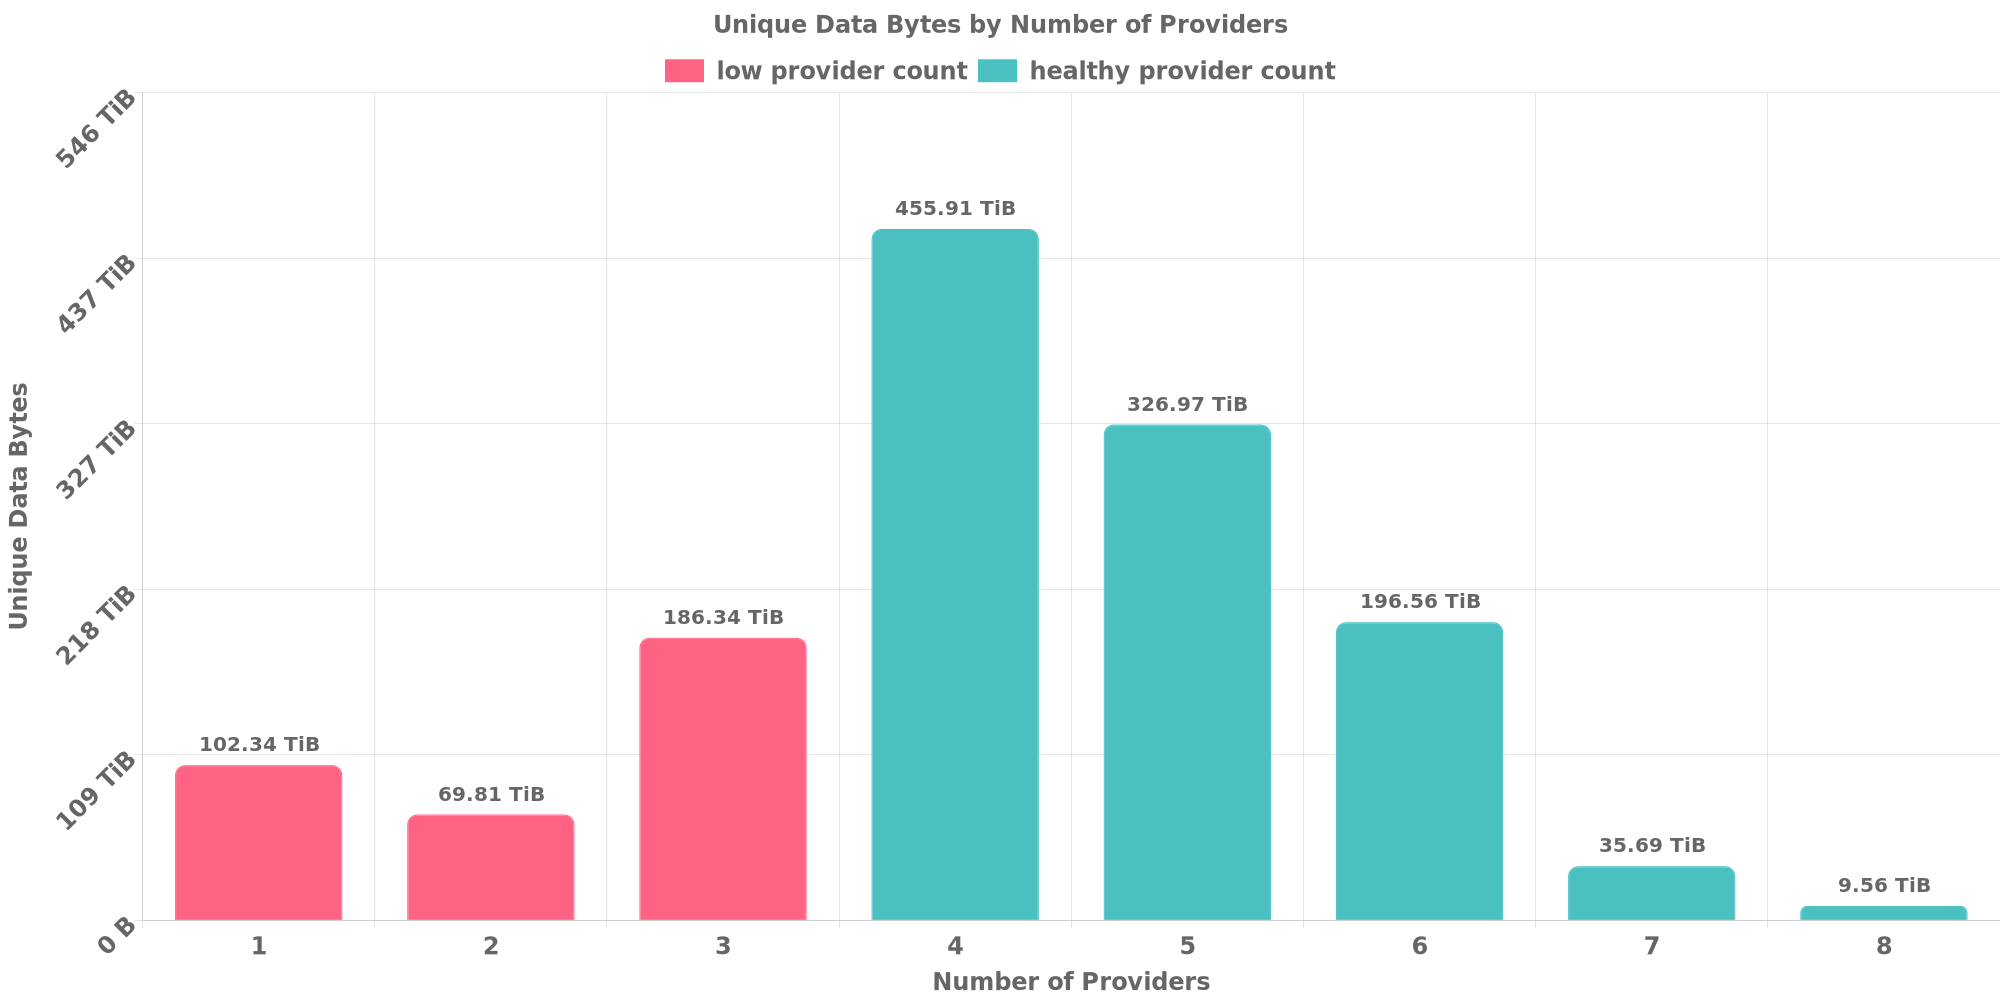 Unique Data Bytes by Number of Providers
low provider count healthy provider count
546 TiB
437 TiB
327 TiB
218 TiB
109 TiB
0 B
Unique Data Bytes
102.34 TiB
69.81 TiB
186.34 TiB
455.91 TiB
326.97 TiB
196.56 TiB
35.69 TiB
9.56 TiB
1 2 3 4 5 6 7 8
Number of Providers